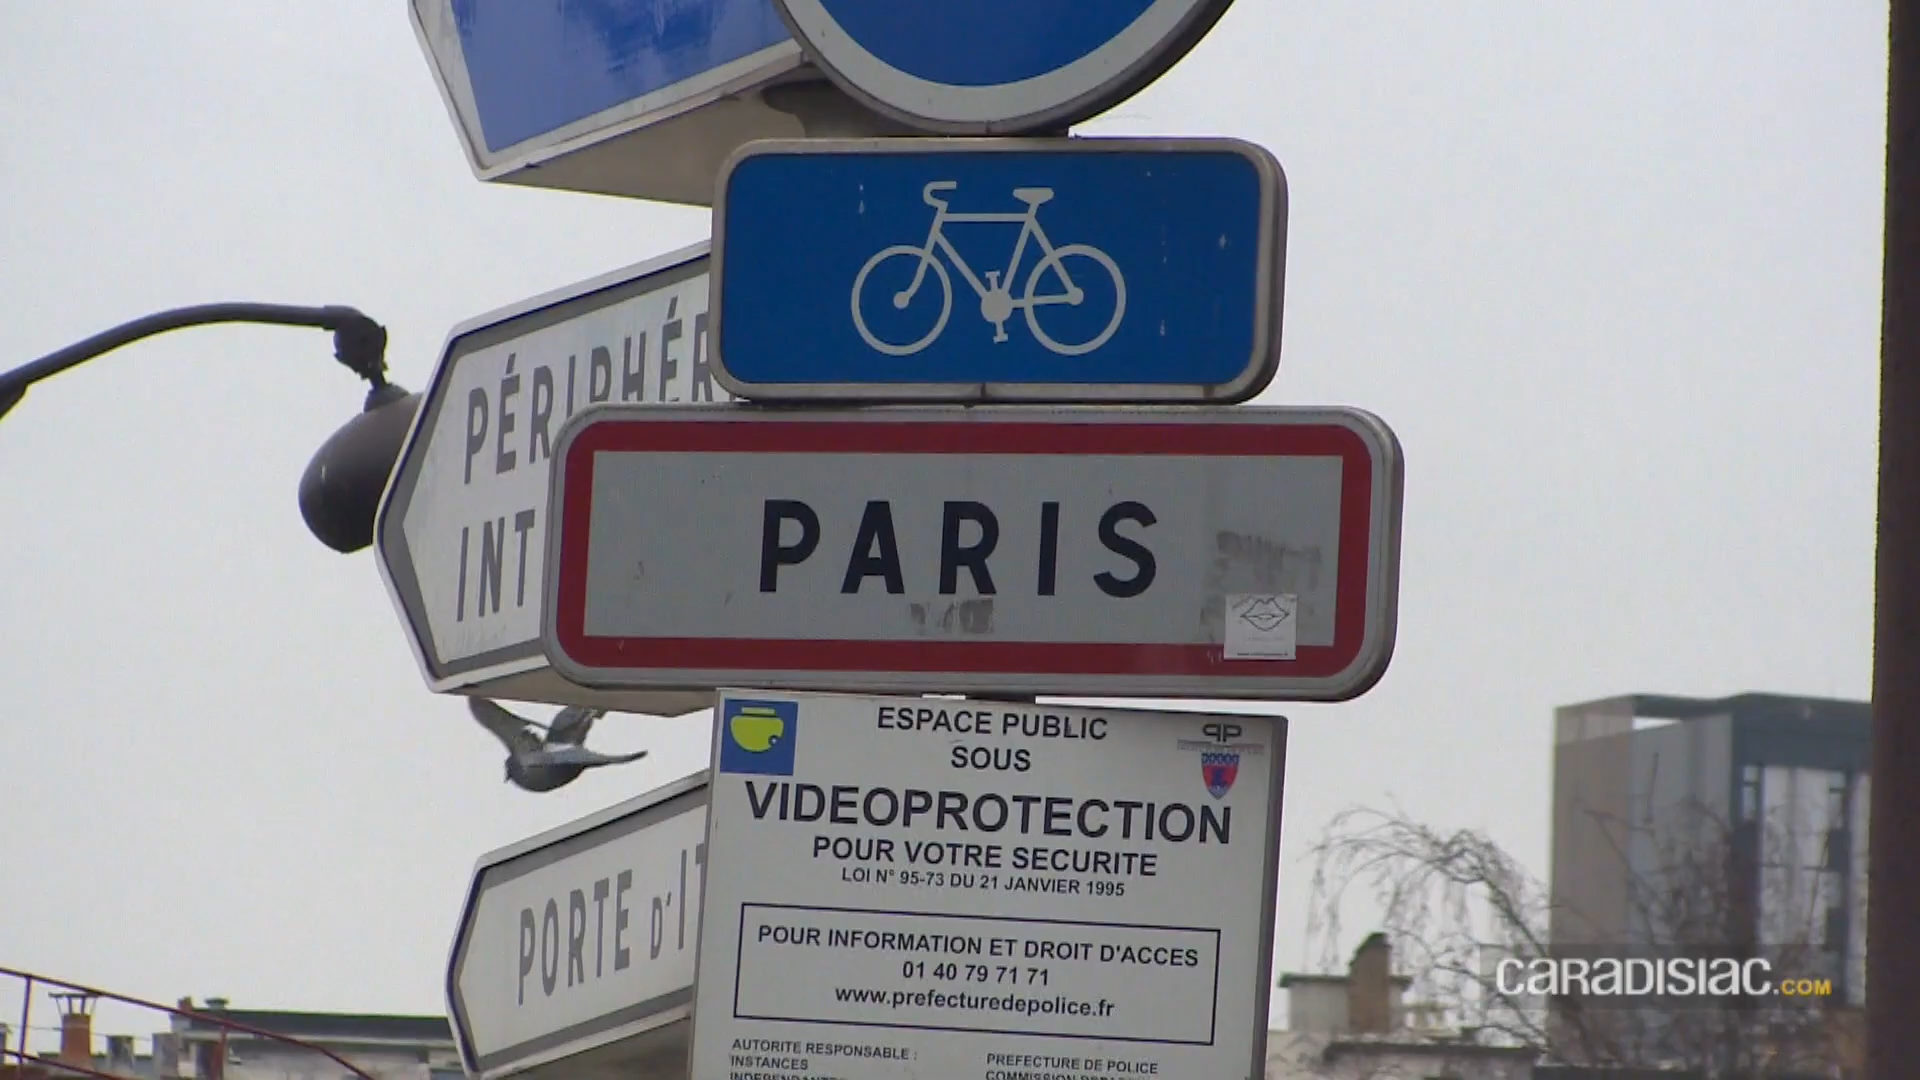 PÉRIPHÉR
INT
PARIS
ESPACE PUBLIC
SOUS
VIDEOPROTECTION
POUR VOTRE SECURITE
LOI N° 95-73 DU 21 JANVIER 1995
PP
POUR INFORMATION ET DROIT D'ACCES
01 40 79 71 71
www.prefecturedepolice.fr
AUTORITE RESPONSABLE :
INSTANCES
PREFECTURE DE POLICE
PORTE D'IT
CARADISIAC.COM